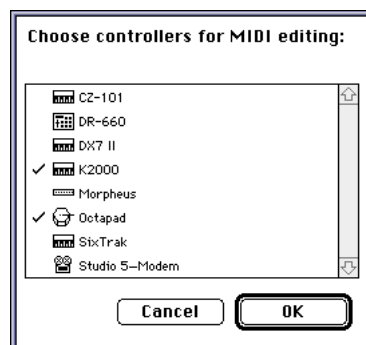 Choose controllers for MIDI editing:
CZ-101
DR-660
DX7 II
K2000
Morpheus
Octapad
SixTrak
Studio 5-Modem
Cancel OK